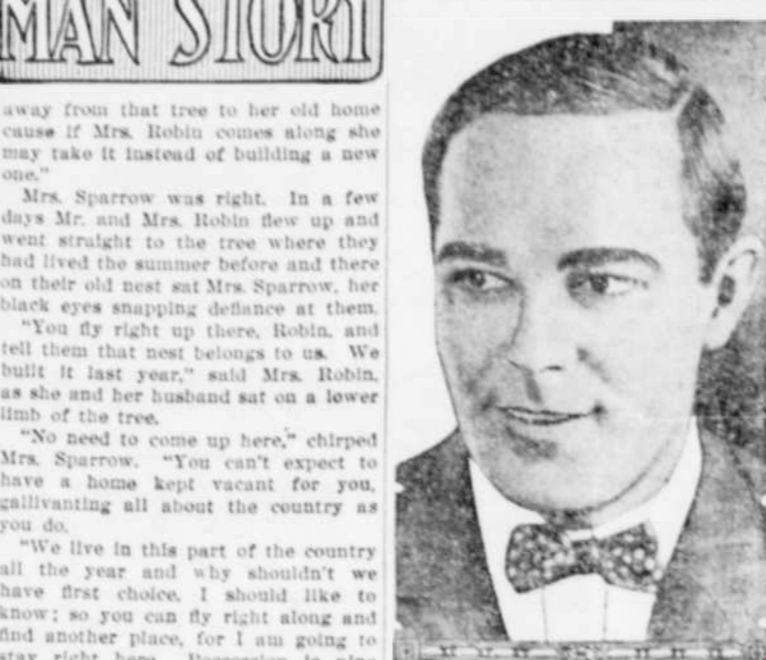 MAN STORY
away from that tree to her old home
cause if Mrs. Robin comes along she
may take it instead of building a new
one."
Mrs. Sparrow was right. In a few
days Mr. and Mrs. Robin flew up and
went straight to the tree where they
had lived the summer before and there
on their old nest sat Mrs. Sparrow, her
black eyes snapping defiance at them.
"You fly right up there, Robin, and
tell them that nest belongs to us. We
built it last year," said Mrs. Robin,
as she and her husband sat on a lower
limb of the tree.
"No need to come up here," chirped
Mrs. Sparrow. "You can't expect to
have a home kept vacant for you,
gallivanting all about the country as
you do.
"We live in this part of the country
all the year and why shouldn't we
have first choice, I should like to
know; so you can fly right along and
find another place, for I am going to
stay right here.